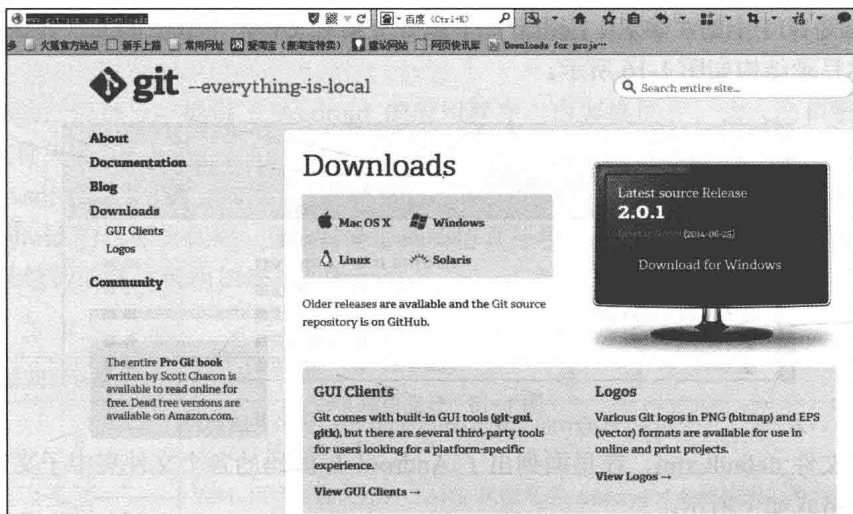 百度 <Ctrl+K>
火狐官方站点 新手上路 常用网址 爱淘宝（原淘宝特卖） 建议网站 网页快讯库 Downloads for proje…
git --everything-is-local
Search entire site...
About
Documentation
Blog
Downloads
GUI Clients
Logos
Community
The entire Pro Git book
written by Scott Chacon is
available to read online for
free. Dead tree versions are
available on Amazon.com.
Downloads
Mac OS X Windows
Linux Solaris
Older releases are available and the Git source
repository is on GitHub.
Latest source Release
2.0.1
(2014-06-25)
Download for Windows
GUI Clients
Git comes with built-in GUI tools (git-gui,
gitk), but there are several third-party tools
for users looking for a platform-specific
experience.
View GUI Clients →
Logos
Various Git logos in PNG (bitmap) and EPS
(vector) formats are available for use in
online and print projects.
View Logos →